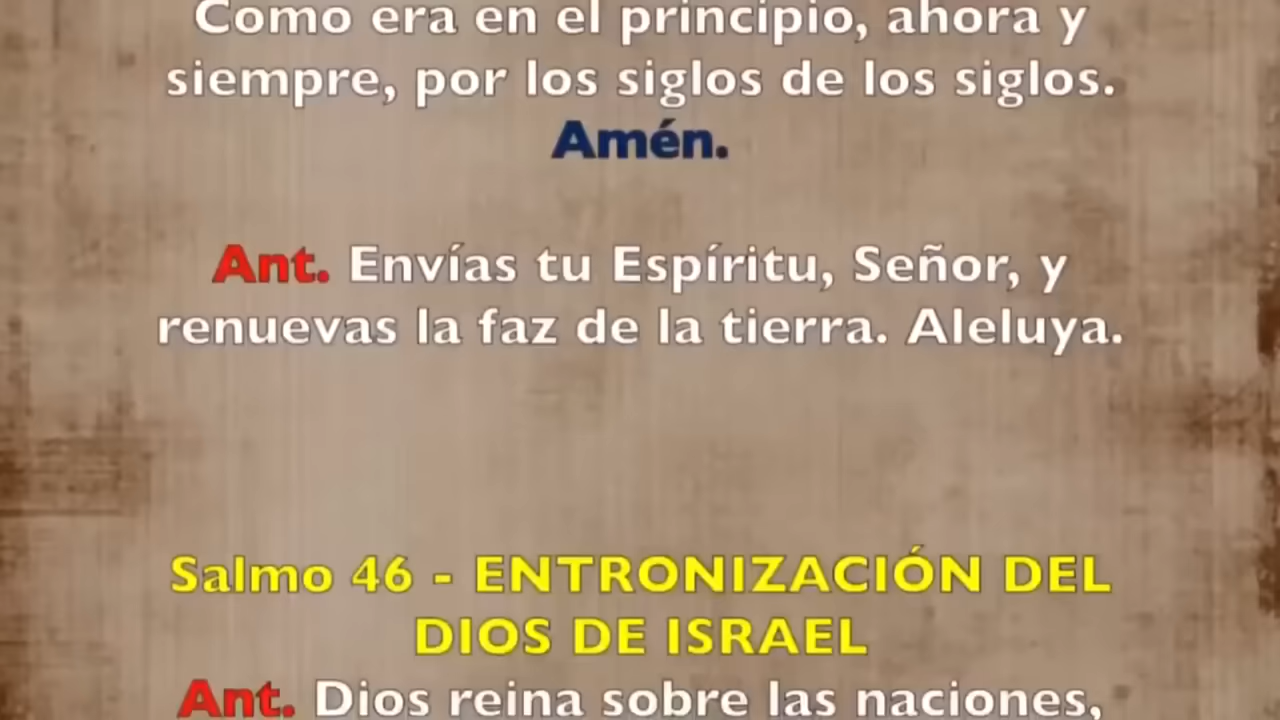 Como era en el principio, ahora y
siempre, por los siglos de los siglos.
Amén.
Ant. Envías tu Espíritu, Señor, y
renuevas la faz de la tierra. Aleluya.
Salmo 46 - ENTRONIZACIÓN DEL
DIOS DE ISRAEL
Ant. Dios reina sobre las naciones,